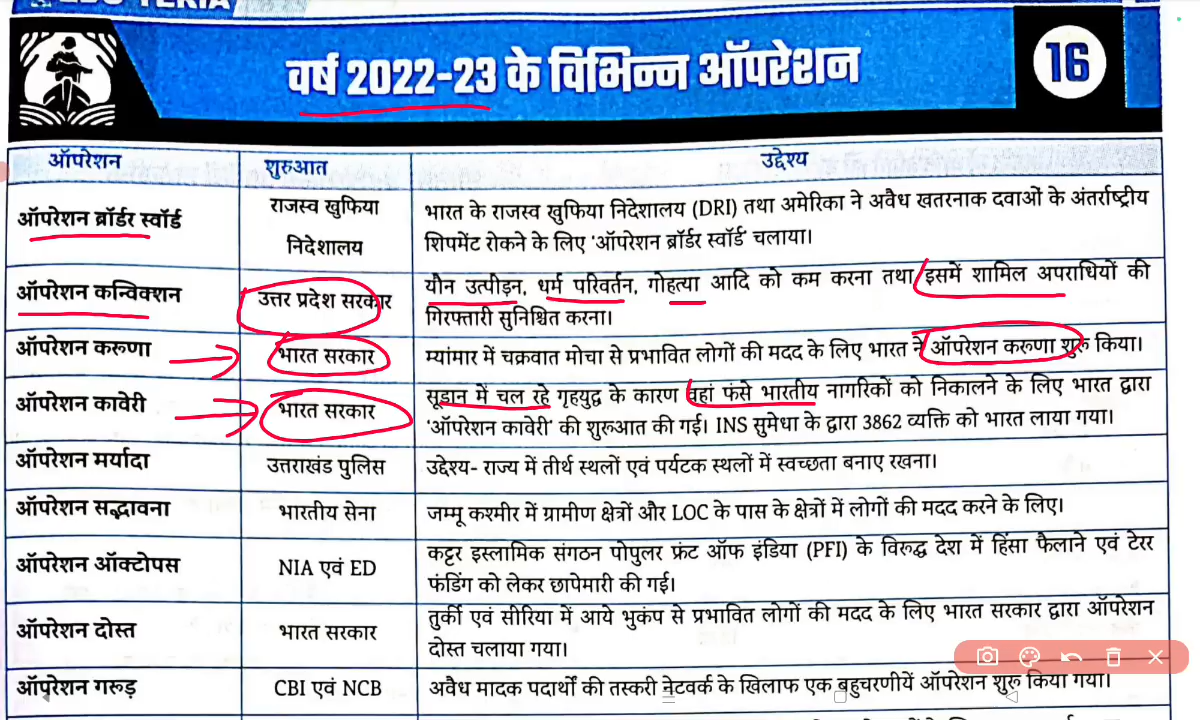 वर्ष 2022-23 के विभिन्न ऑपरेशन
16
ऑपरेशन शुरुआत उद्देश्य
ऑपरेशन ब्रॉर्डर स्वॉर्ड
राजस्व खुफिया
निदेशालय
भारत के राजस्व खुफिया निदेशालय (DRI) तथा अमेरिका ने अवैध खतरनाक दवाओं के अंतर्राष्ट्रीय
शिपमेंट रोकने के लिए 'ऑपरेशन ब्रॉर्डर स्वॉर्ड' चलाया।
ऑपरेशन कन्विक्शन
उत्तर प्रदेश सरकार
यौन उत्पीड़न, धर्म परिवर्तन, गोहत्या आदि को कम करना तथा इसमें शामिल अपराधियों की
गिरफ्तारी सुनिश्चित करना।
ऑपरेशन करूणा
भारत सरकार
म्यांमार में चक्रवात मोचा से प्रभावित लोगों की मदद के लिए भारत ने ऑपरेशन करूणा शुरू किया।
ऑपरेशन कावेरी
भारत सरकार
सूडान में चल रहे गृहयुद्ध के कारण वहां फंसे भारतीय नागरिकों को निकालने के लिए भारत द्वारा
'ऑपरेशन कावेरी' की शुरुआत की गई। INS सुमेधा के द्वारा 3862 व्यक्ति को भारत लाया गया।
ऑपरेशन मर्यादा
उत्तराखंड पुलिस
उद्देश्य- राज्य में तीर्थ स्थलों एवं पर्यटक स्थलों में स्वच्छता बनाए रखना।
ऑपरेशन सद्भावना
भारतीय सेना
जम्मू कश्मीर में ग्रामीण क्षेत्रों और LOC के पास के क्षेत्रों में लोगों की मदद करने के लिए।
ऑपरेशन ऑक्टोपस
NIA एवं ED
कट्टर इस्लामिक संगठन पोपुलर फ्रंट ऑफ इंडिया (PFI) के विरूद्ध देश में हिंसा फैलाने एवं टेरर
फंडिंग को लेकर छापेमारी की गई।
ऑपरेशन दोस्त
भारत सरकार
तुर्की एवं सीरिया में आये भुकंप से प्रभावित लोगों की मदद के लिए भारत सरकार द्वारा ऑपरेशन
दोस्त चलाया गया।
ऑपरेशन गरूड़
CBI एवं NCB
अवैध मादक पदार्थों की तस्करी नेटवर्क के खिलाफ एक बहुचरणीयें ऑपरेशन शुरू किया गया।